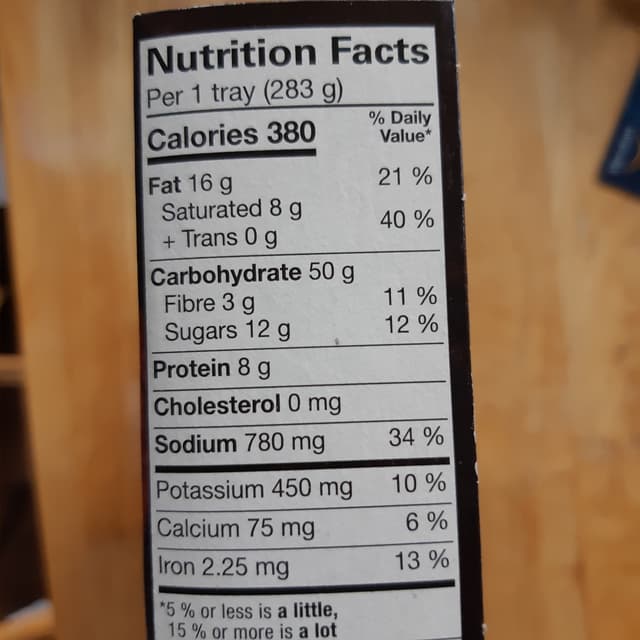 Nutrition Facts
Per 1 tray (283 g)
Calories 380
% Daily
Value*
Fat 16 g 21 %
Saturated 8 g
+ Trans 0 g
40 %
Carbohydrate 50 g
Fibre 3 g 11 %
Sugars 12 g 12 %
Protein 8 g
Cholesterol 0 mg
Sodium 780 mg 34 %
Potassium 450 mg 10 %
Calcium 75 mg 6 %
Iron 2.25 mg 13 %
*5 % or less is a little,
15 % or more is a lot